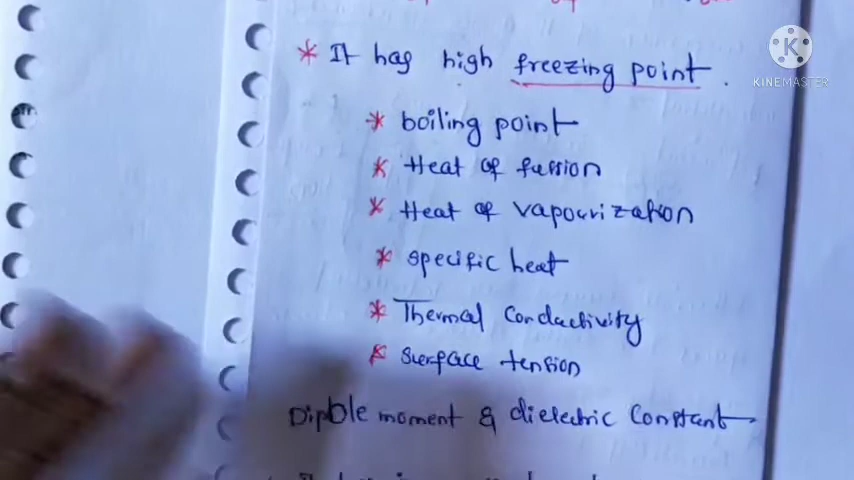 * It has high freezing point.
* boiling point
* Heat of fussion
* Heat of vapourization
* specific heat
* Thermal conductivity
* surface tension
Dipole moment & dielectric constant
KINEMASTER